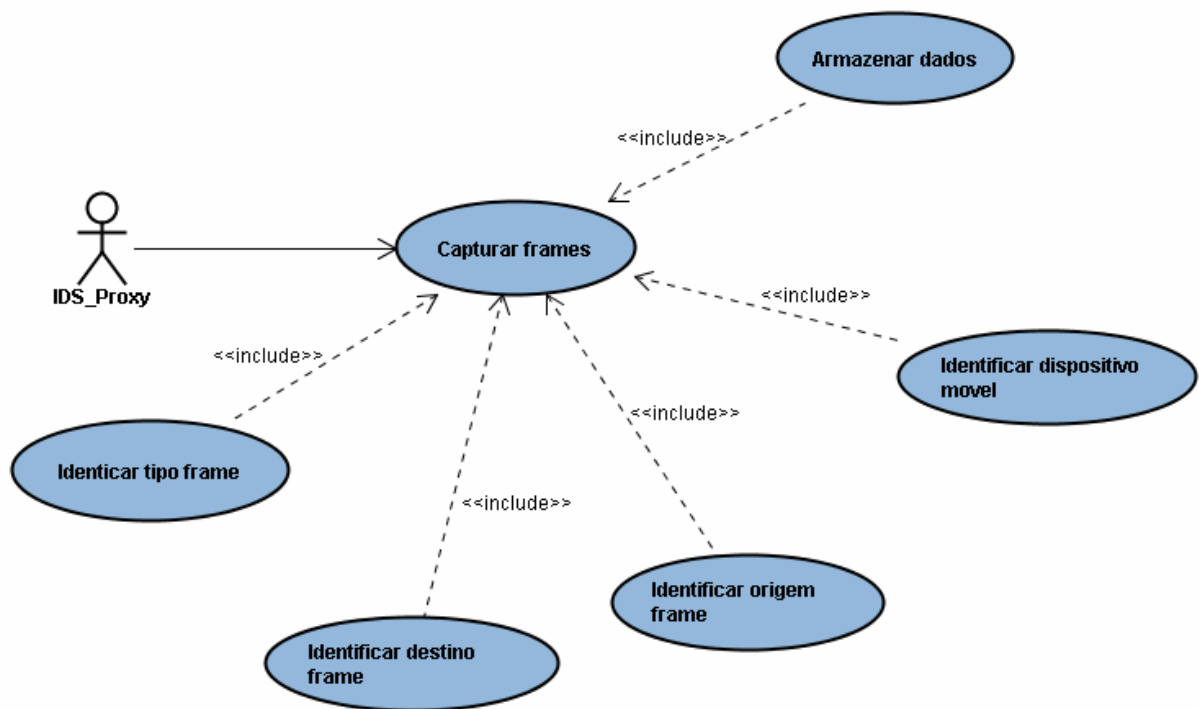 Armazenar dados
<<include>>
Capturar frames
IDS_Proxy
<<include>>
<<include>>
Identificar dispositivo
movel
<<include>>
Identicar tipo frame
<<include>>
Identificar origem
frame
Identificar destino
frame
<<include>>